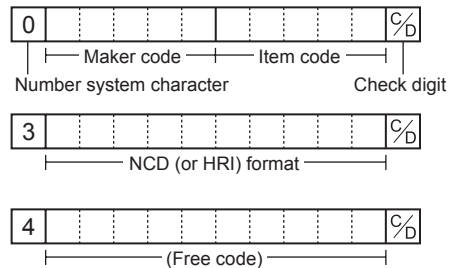 0 C/D
Maker code Item code
Number system character Check digit
3 C/D
NCD (or HRI) format
4 C/D
(Free code)